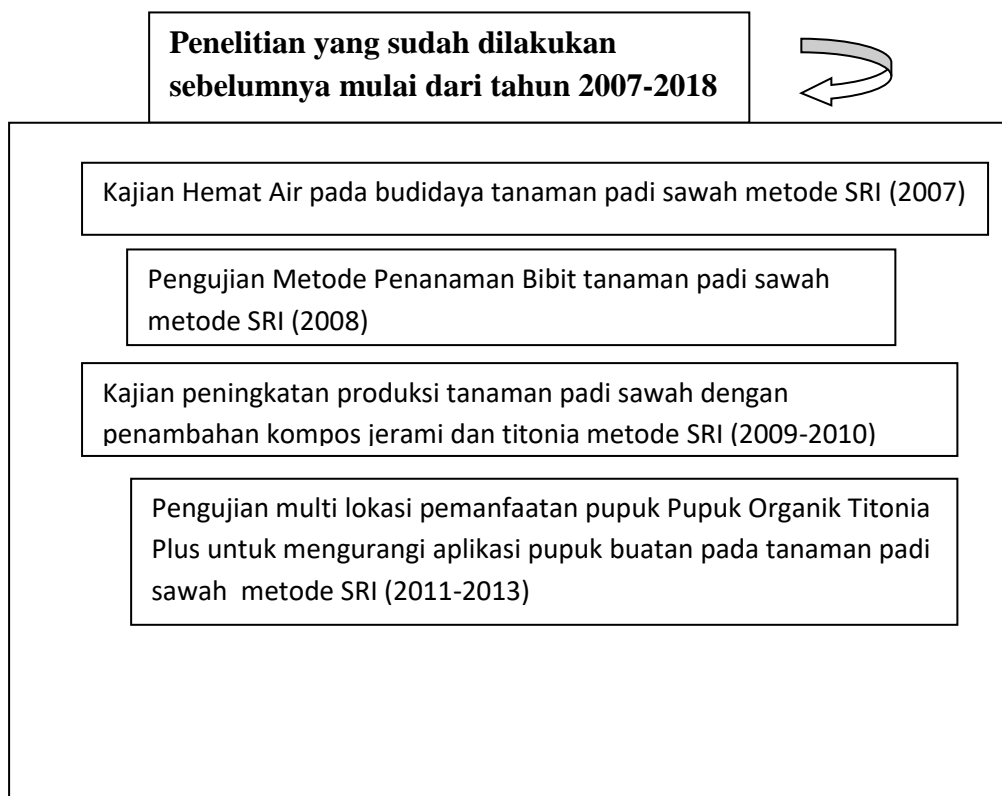 Penelitian yang sudah dilakukan
sebelumnya mulai dari tahun 2007-2018
Kajian Hemat Air pada budidaya tanaman padi sawah metode SRI (2007)
Pengujian Metode Penanaman Bibit tanaman padi sawah
metode SRI (2008)
Kajian peningkatan produksi tanaman padi sawah dengan
penambahan kompos jerami dan titonia metode SRI (2009-2010)
Pengujian multi lokasi pemanfaatan pupuk Pupuk Organik Titonia
Plus untuk mengurangi aplikasi pupuk buatan pada tanaman padi
sawah  metode SRI (2011-2013)